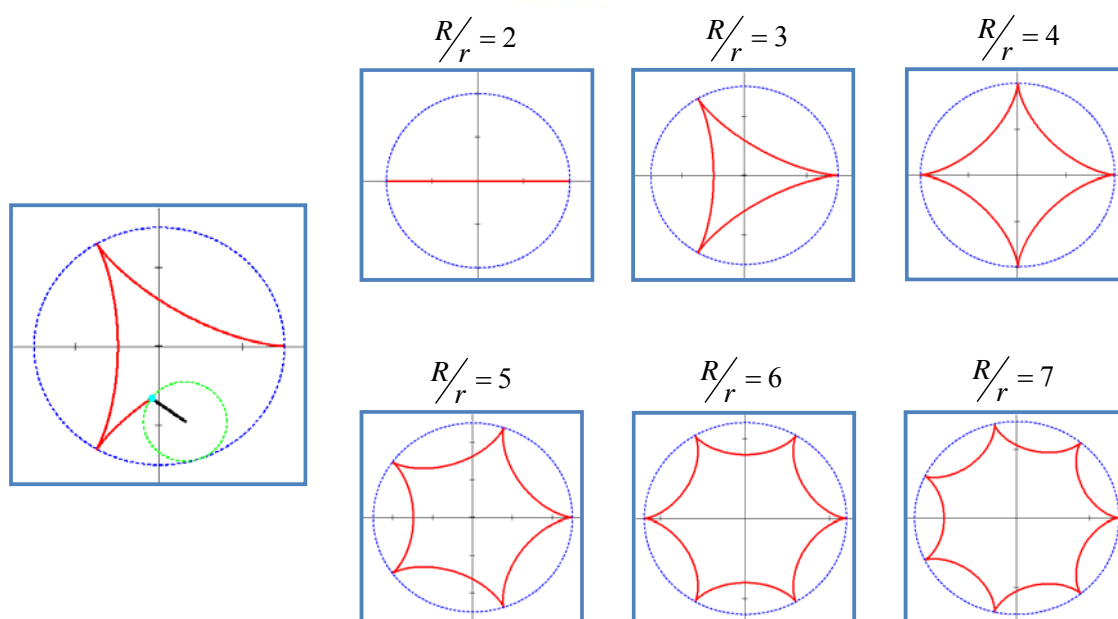 R/r = 2
R/r = 3
R/r = 4
R/r = 5
R/r = 6
R/r = 7